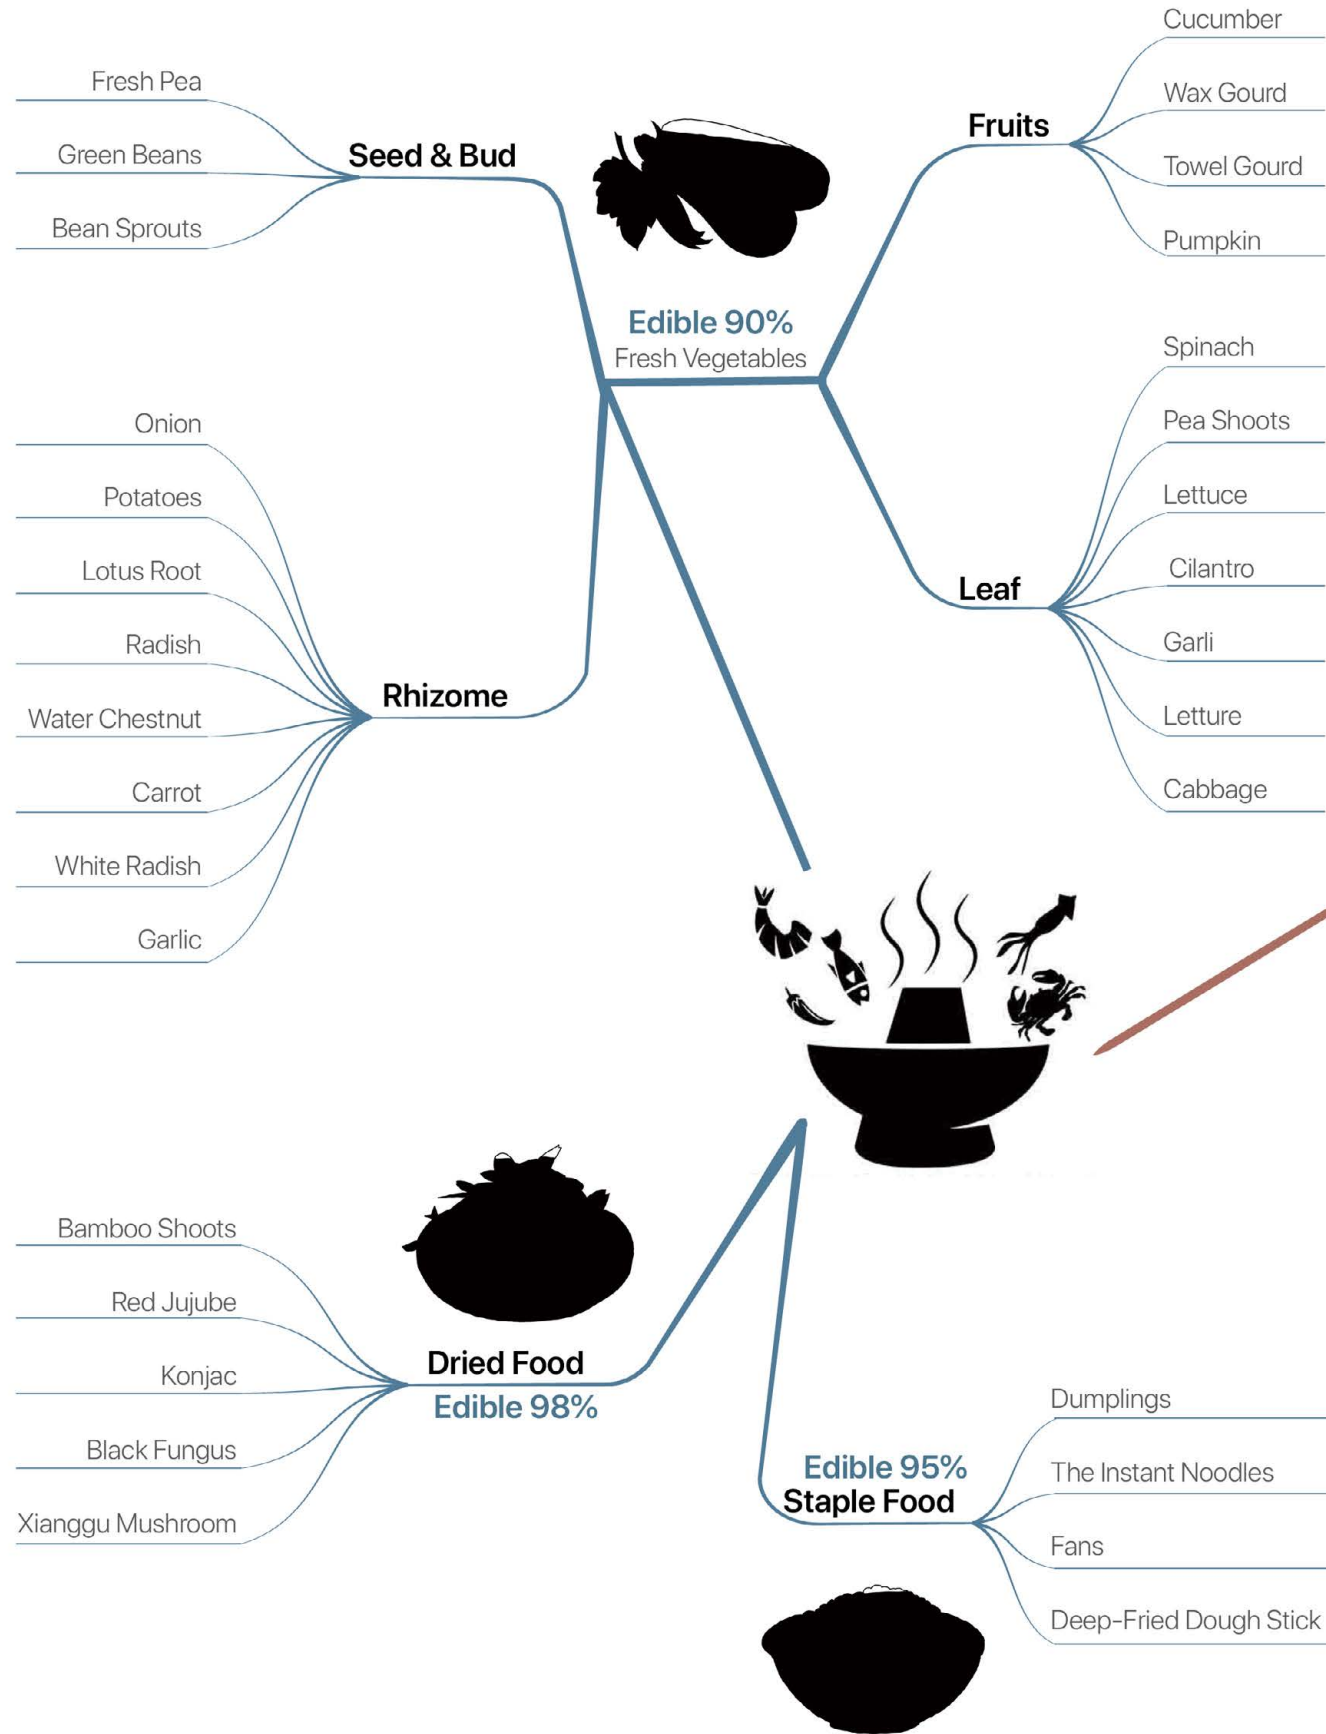 Fresh Pea
Green Beans
Bean Sprouts
Seed & Bud
Edible 90%
Fresh Vegetables
Fruits
Cucumber
Wax Gourd
Towel Gourd
Pumpkin
Leaf
Spinach
Pea Shoots
Lettuce
Cilantro
Garli
Letture
Cabbage
Onion
Potatoes
Lotus Root
Radish
Water Chestnut
Carrot
White Radish
Garlic
Rhizome
Bamboo Shoots
Red Jujube
Konjac
Black Fungus
Xianggu Mushroom
Dried Food
Edible 98%
Edible 95%
Staple Food
Dumplings
The Instant Noodles
Fans
Deep-Fried Dough Stick